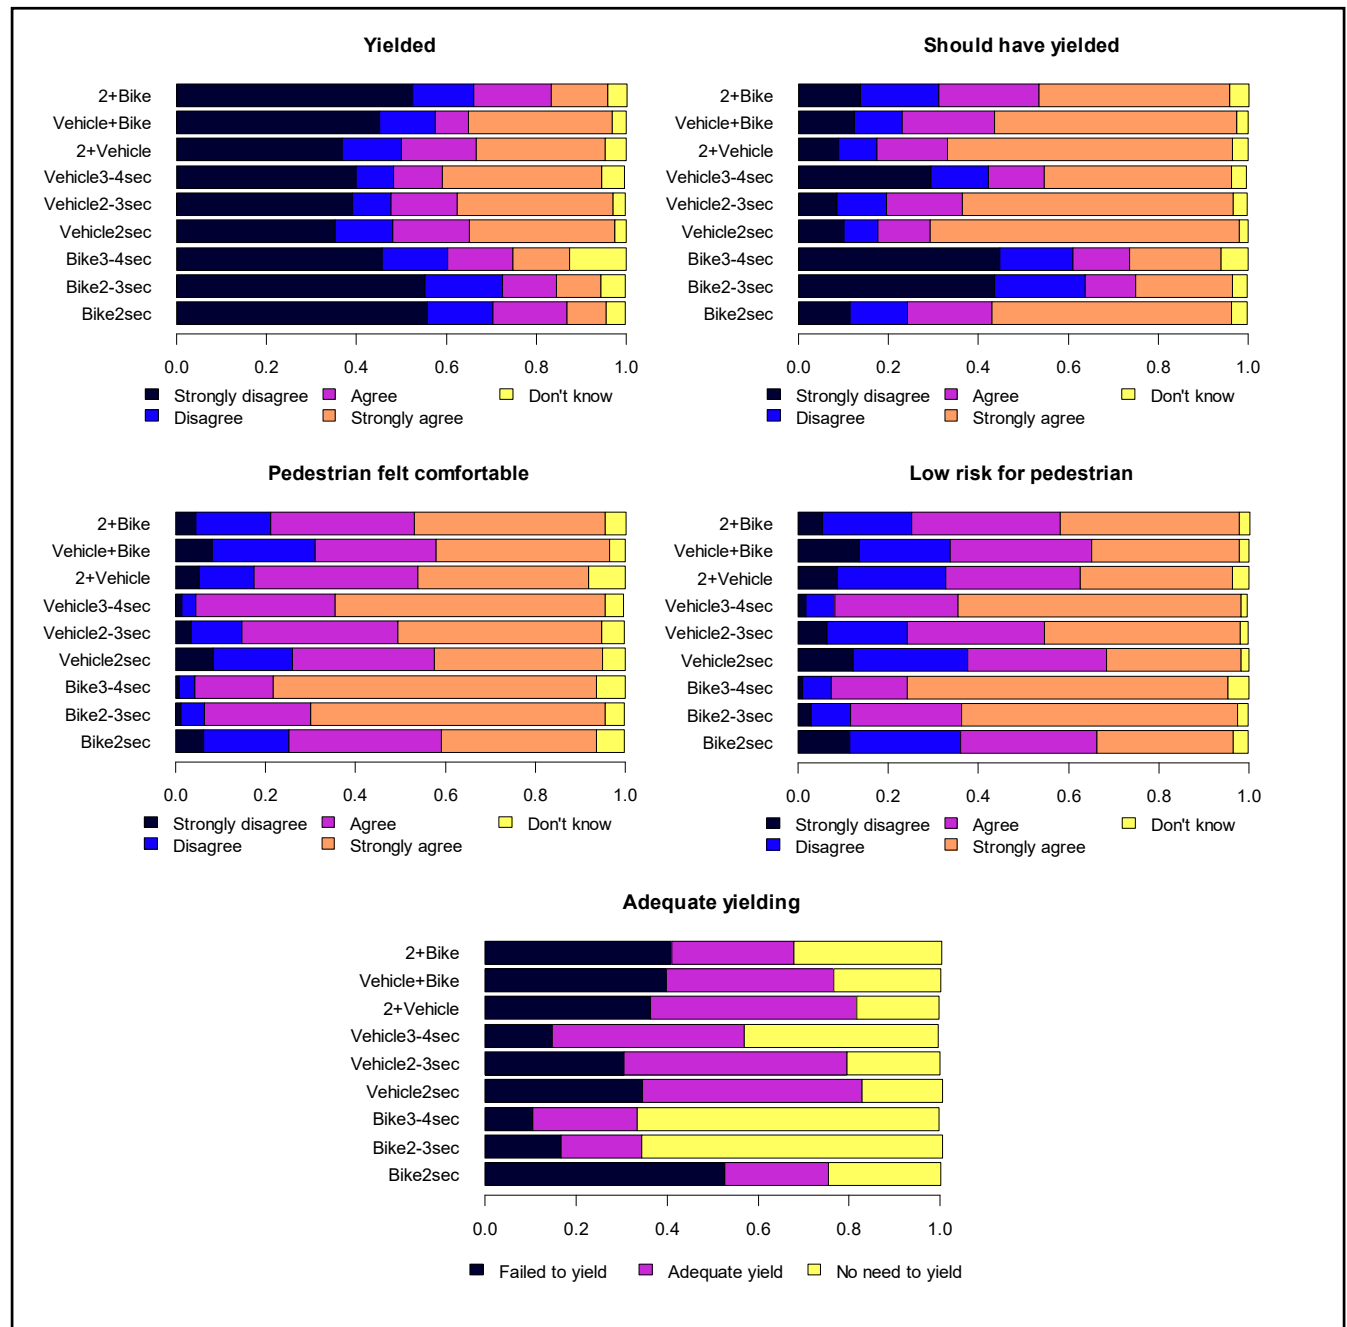 Yielded
2+Bike
Vehicle+Bike
2+Vehicle
Vehicle3-4sec
Vehicle2-3sec
Vehicle2sec
Bike3-4sec
Bike2-3sec
Bike2sec
0.0 0.2 0.4 0.6 0.8 1.0
Strongly disagree Agree Don't know
Disagree Strongly agree
Should have yielded
2+Bike
Vehicle+Bike
2+Vehicle
Vehicle3-4sec
Vehicle2-3sec
Vehicle2sec
Bike3-4sec
Bike2-3sec
Bike2sec
0.0 0.2 0.4 0.6 0.8 1.0
Strongly disagree Agree Don't know
Disagree Strongly agree
Pedestrian felt comfortable
2+Bike
Vehicle+Bike
2+Vehicle
Vehicle3-4sec
Vehicle2-3sec
Vehicle2sec
Bike3-4sec
Bike2-3sec
Bike2sec
0.0 0.2 0.4 0.6 0.8 1.0
Strongly disagree Agree Don't know
Disagree Strongly agree
Low risk for pedestrian
2+Bike
Vehicle+Bike
2+Vehicle
Vehicle3-4sec
Vehicle2-3sec
Vehicle2sec
Bike3-4sec
Bike2-3sec
Bike2sec
0.0 0.2 0.4 0.6 0.8 1.0
Strongly disagree Agree Don't know
Disagree Strongly agree
Adequate yielding
2+Bike
Vehicle+Bike
2+Vehicle
Vehicle3-4sec
Vehicle2-3sec
Vehicle2sec
Bike3-4sec
Bike2-3sec
Bike2sec
0.0 0.2 0.4 0.6 0.8 1.0
Failed to yield Adequate yield No need to yield